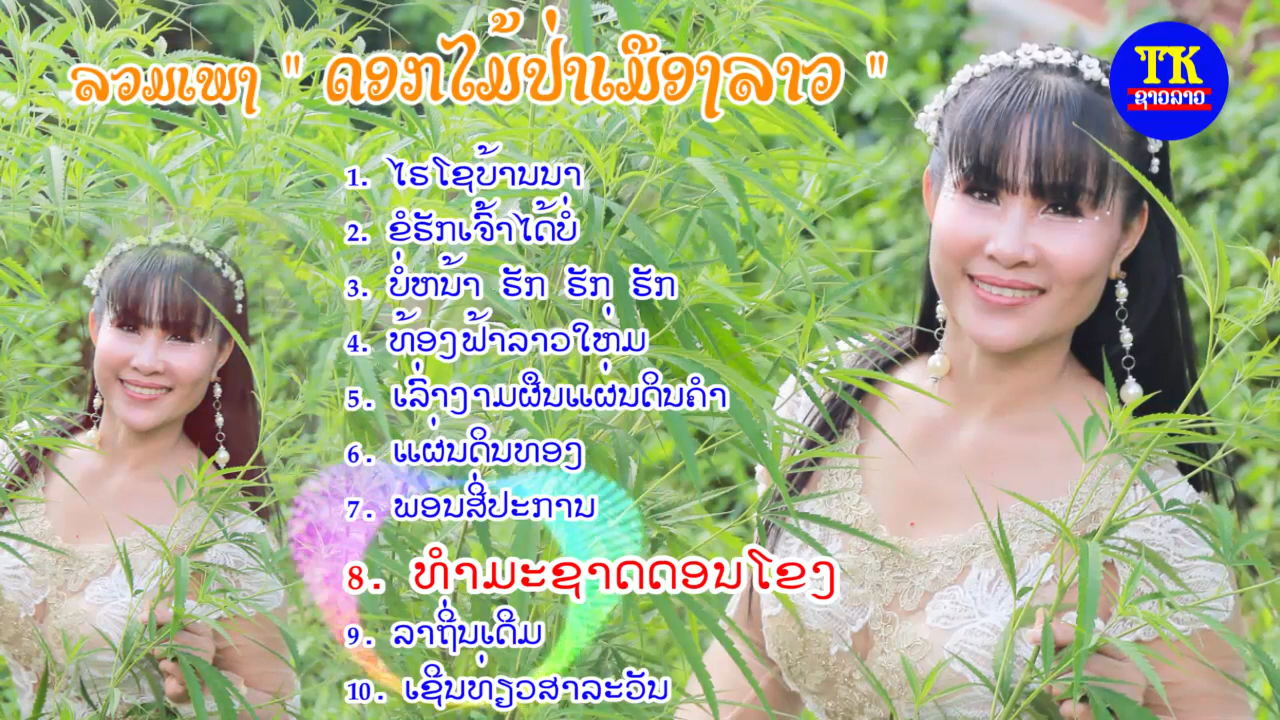 ລວມເພງ " ດອກໄມ້ປ່າເມືອງລາວ "
TK
ຊາວລາວ
1. ໄຮໂຊບ້ານນາ
2. ຂໍຮັກເຈົ້າໄດ້ບໍ່
3. ບໍ່ຫນ້າ ຮັກ ຮັກ ຮັກ
4. ທ້ອງຟ້າລາວໃຫ່ມ
5. ເລົ່າງາມຜືນແຜ່ນດິນຄຳ
6. ແຜ່ນດິນທອງ
7. ພອນສີ່ປະການ
8. ທຳມະຊາດດອນໂຂງ
9. ລາຖິ່ນເດີມ
10. ເຊີນທ່ຽວສາລະວັນ